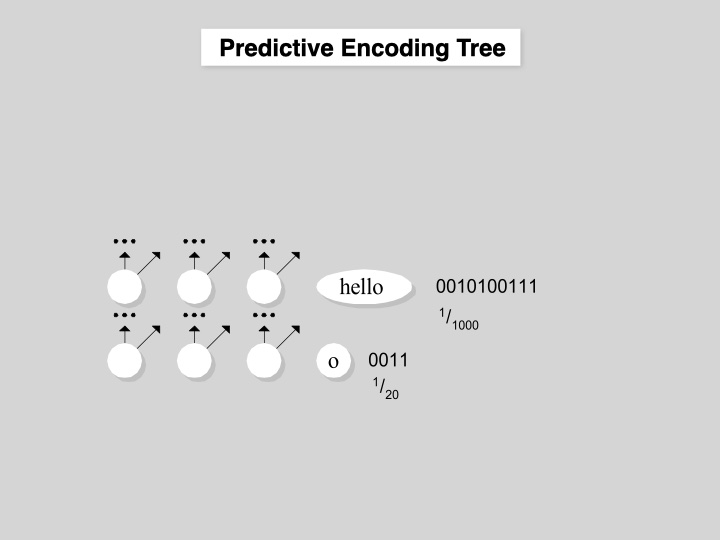 Predictive Encoding Tree
... ... ...
hello 0010100111
1/1000
... ... ...
o 0011
1/20